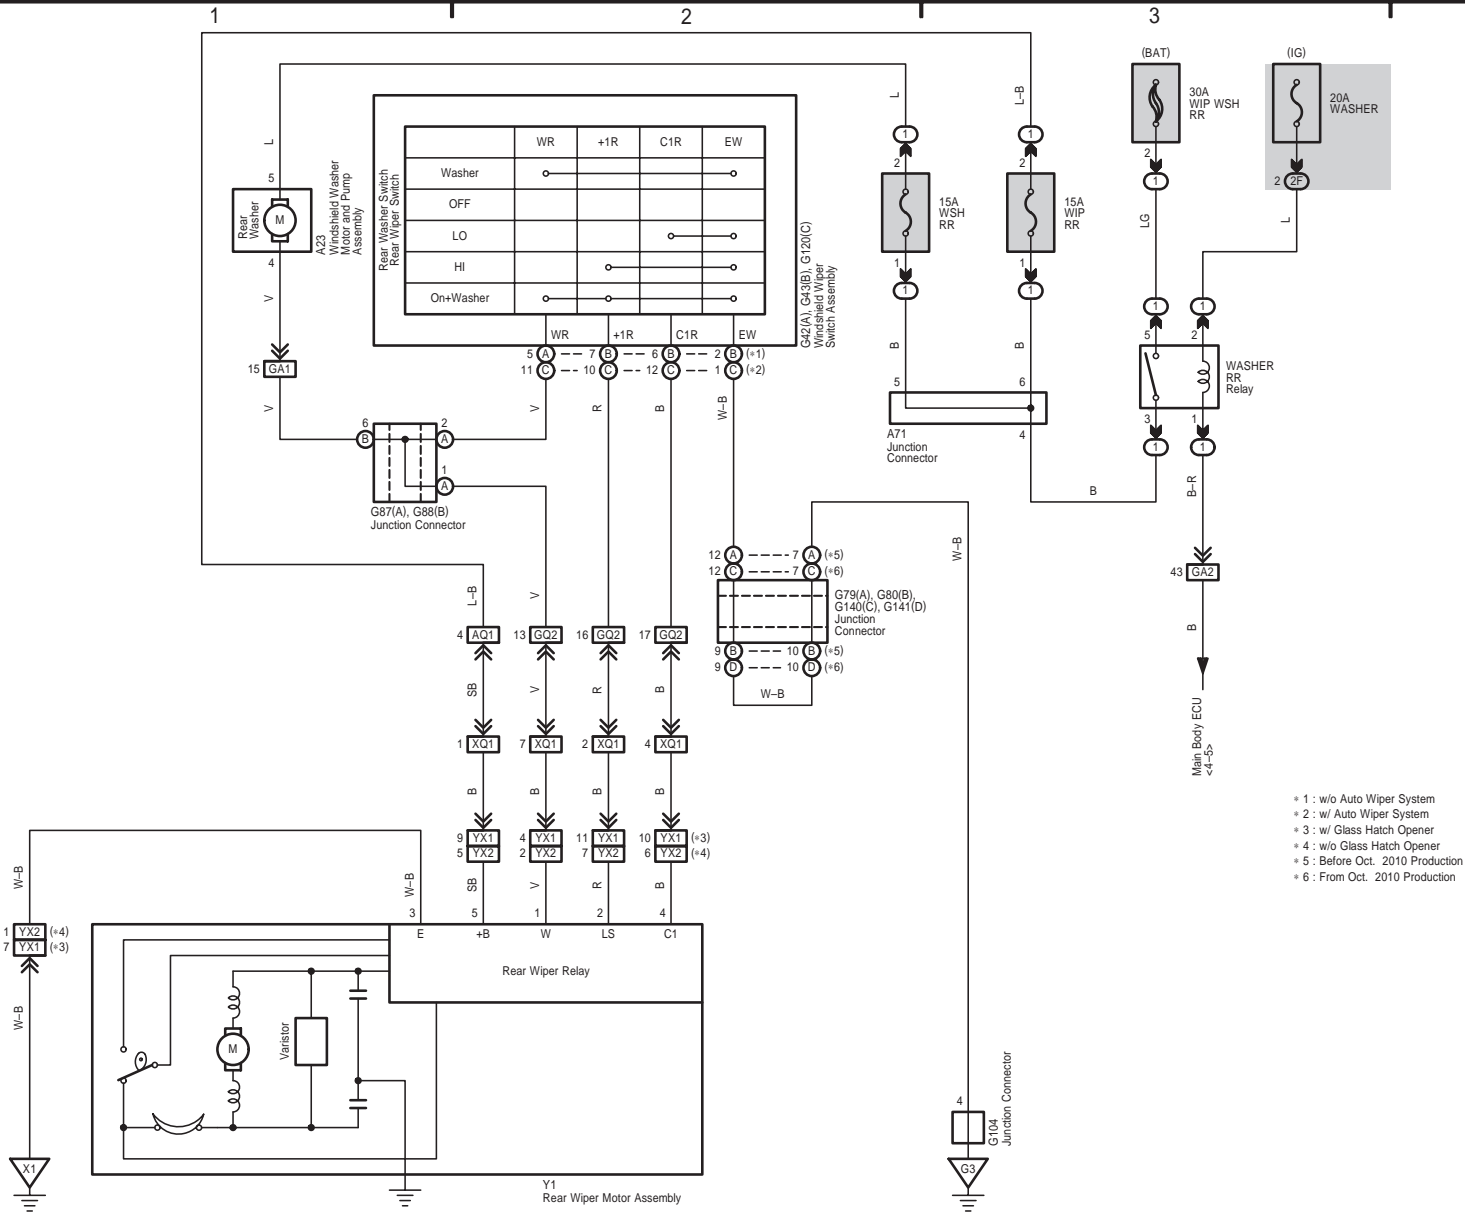 1 2 3
(BAT) (IG)
30A
WIP WSH
RR
20A
WASHER
L
L–B
1 1
2 2
2
1
2 2F
15A
WSH
RR
15A
WIP
RR
1 1
1 1
LG
L
B B
L
5
Rear
Washer
M
A23
Windshield Washer
Motor and Pump
Assembly
4
V
15 GA1
V
Rear Washer Switch
Rear Wiper Switch
WR +1R C1R EW
Washer
OFF
LO
HI
On+Washer
WR +1R C1R EW
G42(A), G43(B), G120(C)
Windshield Wiper
Switch Assembly
5 A 7 B 6 B 2 B (*1)
11 C 10 C 12 C 1 C (*2)
V R B W–B
1 1
5 2
WASHER
RR
Relay
3 1
1 1
5 6
A71
Junction
Connector
4
B
B–R
43 GA2
B
Main Body ECU
<4–5>
6 B 2 A
1 A
G87(A), G88(B)
Junction Connector
12 A 7 A (*5)
12 C 7 C (*6)
G79(A), G80(B),
G140(C), G141(D)
Junction
Connector
9 B 10 B (*5)
9 D 10 D (*6)
W–B
W–B
L–B V
4 AQ1 13 GQ2 16 GQ2 17 GQ2
SB V R B
1 XQ1 7 XQ1 2 XQ1 4 XQ1
B B B B
9 YX1 4 YX1 11 YX1 10 YX1 (*3)
5 YX2 2 YX2 7 YX2 6 YX2 (*4)
W–B SB V R B
3 5 1 2 4
E +B W LS C1
Rear Wiper Relay
W–B
1 YX2 (*4)
7 YX1 (*3)
W–B
X1
M
Varistor
Y1
Rear Wiper Motor Assembly
4
G104
Junction Connector
G3
* 1 : w/o Auto Wiper System
* 2 : w/ Auto Wiper System
* 3 : w/ Glass Hatch Opener
* 4 : w/o Glass Hatch Opener
* 5 : Before Oct. 2010 Production
* 6 : From Oct. 2010 Production